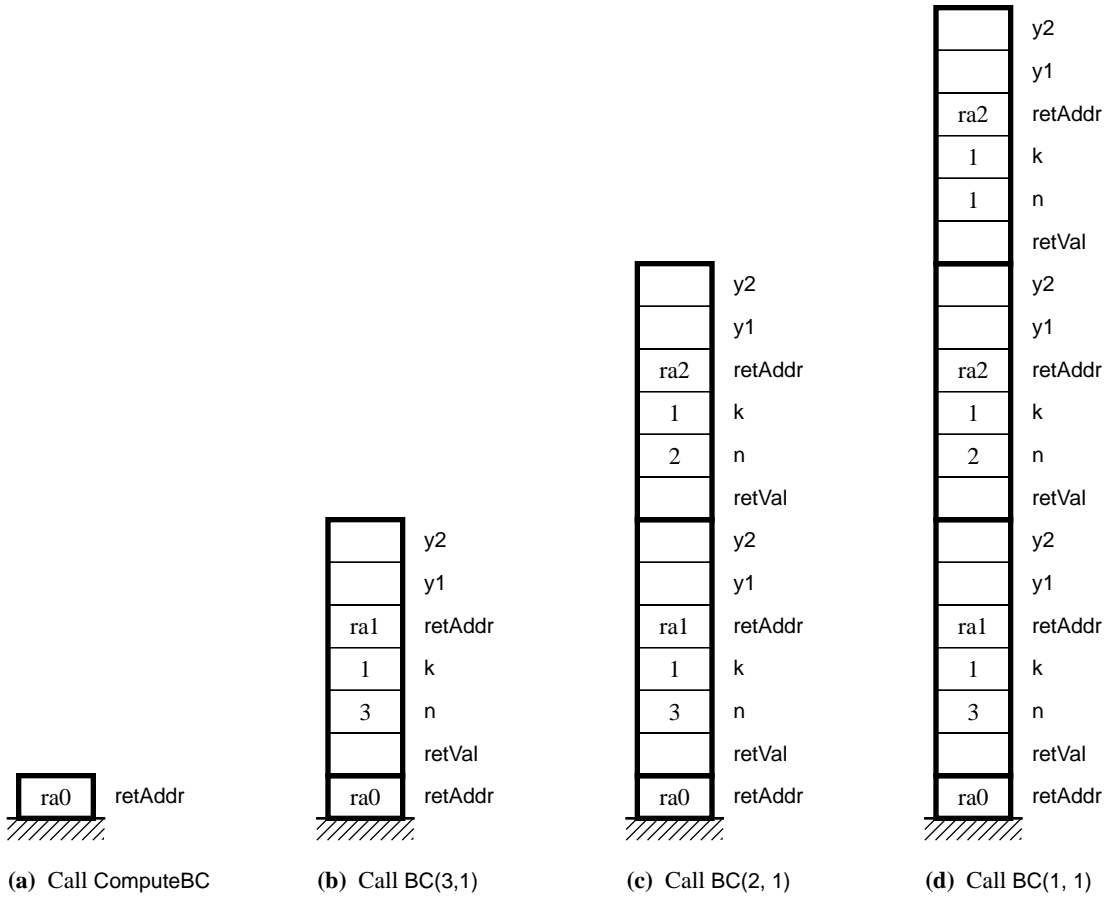 y2
y1
ra2 retAddr
1 k
1 n
retVal
y2 y2
y1 y1
ra2 retAddr ra2 retAddr
1 k 1 k
2 n 2 n
retVal retVal
y2 y2 y2
y1 y1 y1
ra1 retAddr ra1 retAddr ra1 retAddr
1 k 1 k 1 k
3 n 3 n 3 n
retVal retVal retVal
ra0 retAddr ra0 retAddr ra0 retAddr ra0 retAddr
(a) Call ComputeBC (b) Call BC(3,1) (c) Call BC(2, 1) (d) Call BC(1, 1)